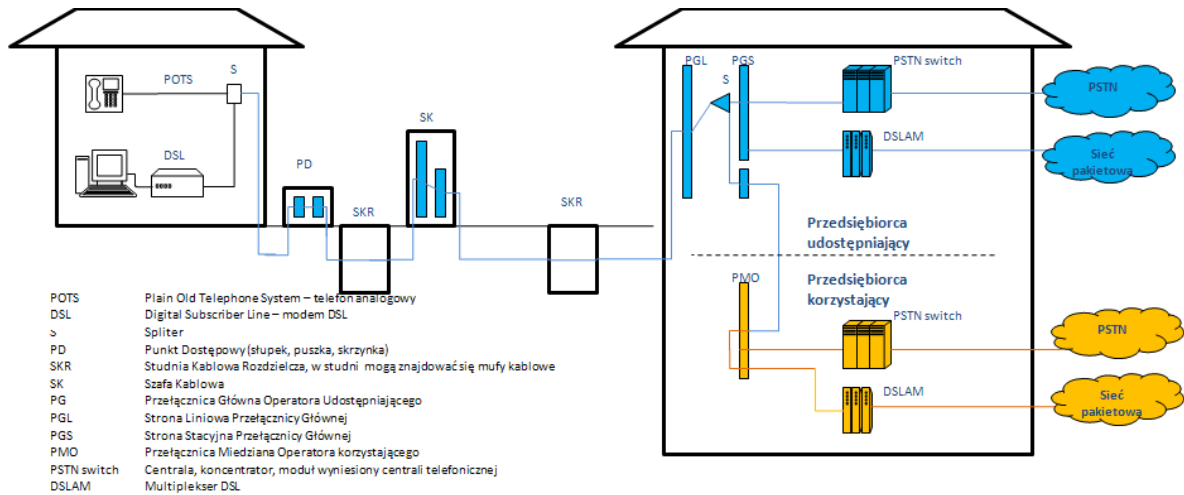 POTS
S
DSL
PD
SKR
SK
SKR
PGL
PGS
S
PSTN switch
PSTN
DSLAM
Sieć
pakietowa
Przedsiębiorca
udostępniający
PMO
Przedsiębiorca
korzystający
PSTN switch
PSTN
DSLAM
Sieć
pakietowa
POTS Plain Old Telephone System – telefon analogowy
DSL Digital Subscriber Line – modem DSL
S Spliter
PD Punkt Dostępowy (słupek, puszka, skrzynka)
SKR Studnia Kablowa Rozdzielcza, w studni mogą znajdować się mufy kablowe
SK Szafa Kablowa
PG Przełącznica Główna Operatora Udostępniającego
PGL Strona Liniowa Przełącznicy Głównej
PGS Strona Stacyjna Przełącznicy Głównej
PMO Przełącznica Miedziana Operatora korzystającego
PSTN switch Centrala, koncentrator, moduł wyniesiony centrali telefonicznej
DSLAM Multiplekser DSL